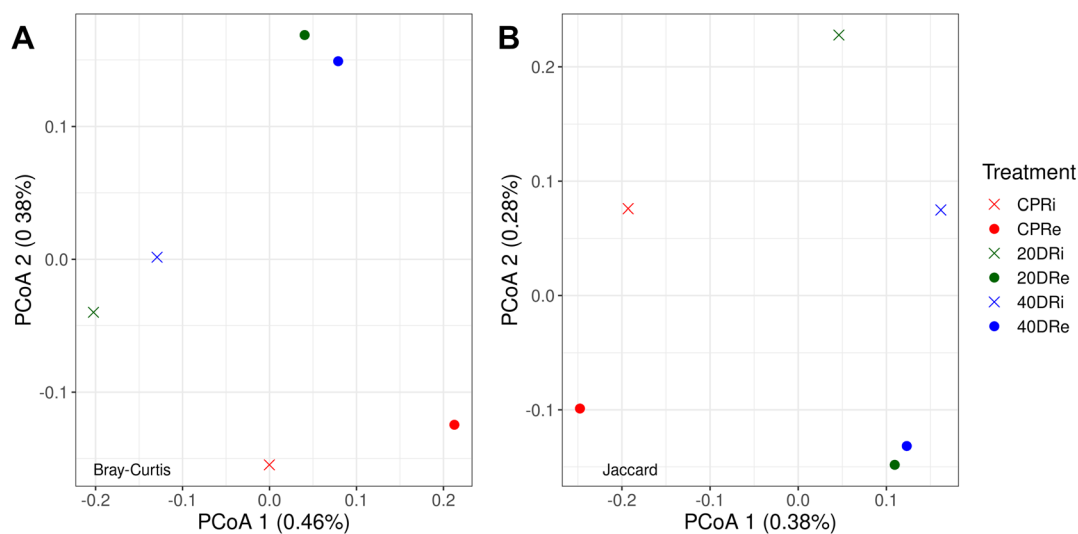 A
PCoA 2 (0 38%)
0.1
0.0
-0.1
Bray-Curtis
-0.2
-0.1
0.0
0.1
0.2
PCoA 1 (0.46%)
B
PCoA 2 (0.28%)
0.2
0.1
0.0
-0.1
Jaccard
-0.2
-0.1
0.0
0.1
PCoA 1 (0.38%)
Treatment
CPRi
CPRe
20DRi
20DRe
40DRi
40DRe